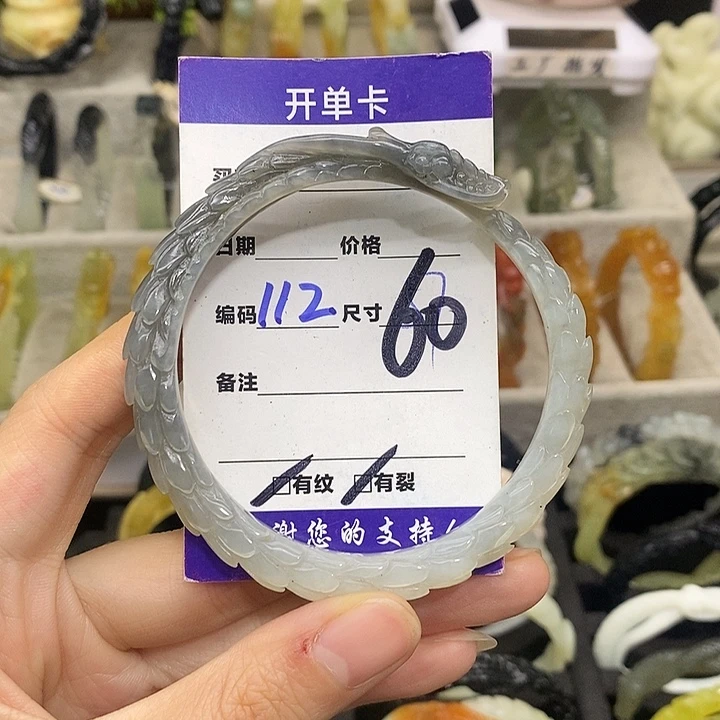 开单卡
日期 价格
编码 112 尺寸 60
备注
有纹 有裂
谢您的支持!